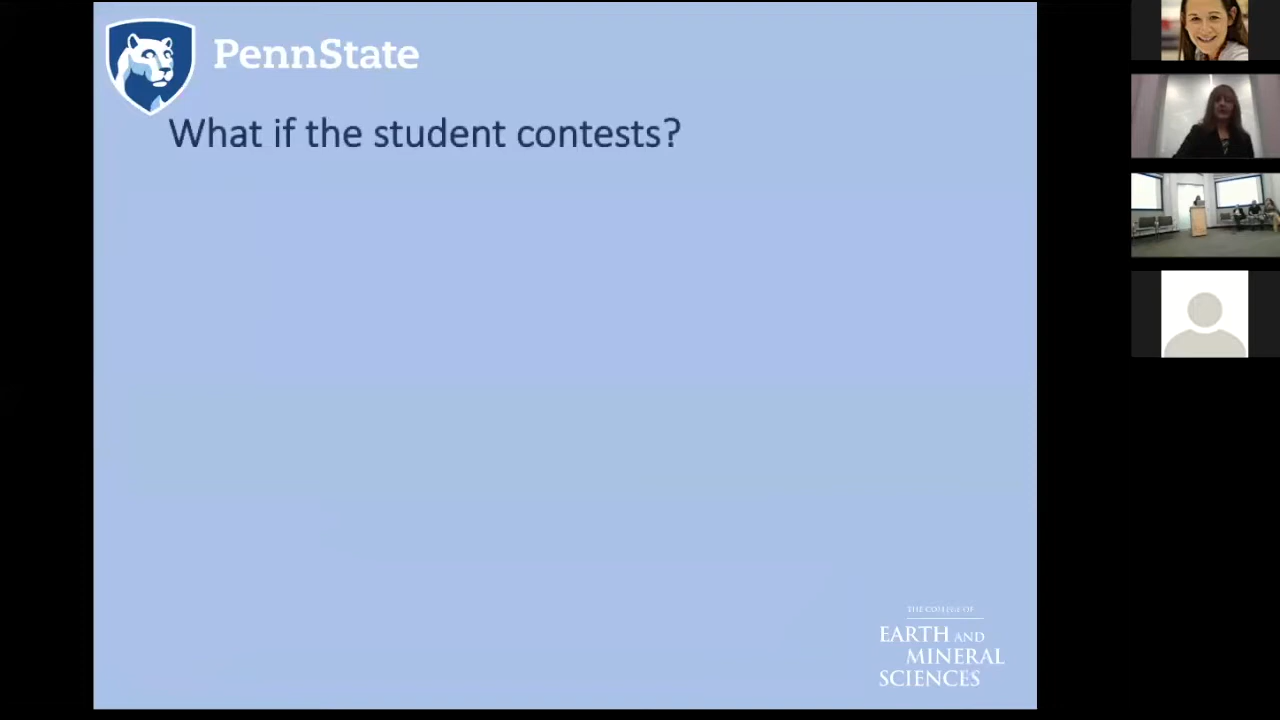 PennState
What if the student contests?
THE COLLEGE OF
EARTH AND
MINERAL
SCIENCES